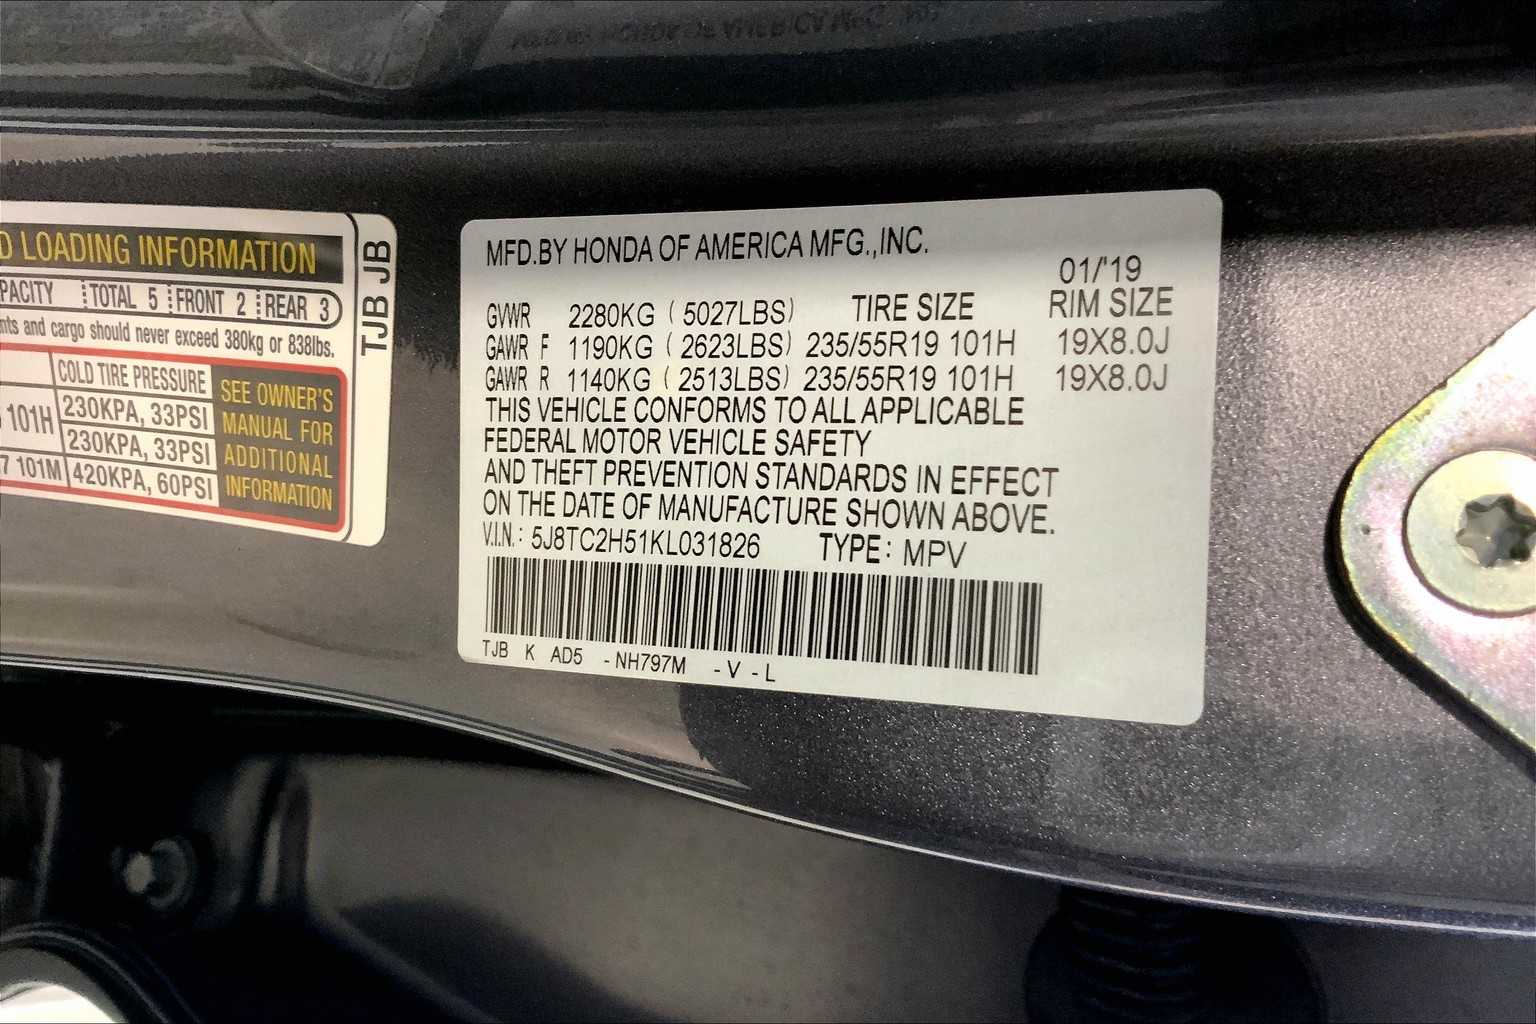 D LOADING INFORMATION
PACITY TOTAL 5 FRONT 2 REAR 3
nts and cargo should never exceed 380kg or 838lbs.
COLD TIRE PRESSURE
101H 230KPA, 33PSI
230KPA, 33PSI
7 101M 420KPA, 60PSI
SEE OWNER'S
MANUAL FOR
ADDITIONAL
INFORMATION
TJB JB
MFD.BY HONDA OF AMERICA MFG.,INC.
01/'19
GVWR 2280KG ( 5027LBS) TIRE SIZE RIM SIZE
GAWR F 1190KG ( 2623LBS) 235/55R19 101H 19X8.0J
GAWR R 1140KG ( 2513LBS) 235/55R19 101H 19X8.0J
THIS VEHICLE CONFORMS TO ALL APPLICABLE
FEDERAL MOTOR VEHICLE SAFETY
AND THEFT PREVENTION STANDARDS IN EFFECT
ON THE DATE OF MANUFACTURE SHOWN ABOVE.
V.I.N.: 5J8TC2H51KL031826 TYPE: MPV
TJB K AD5 -NH797M -V -L